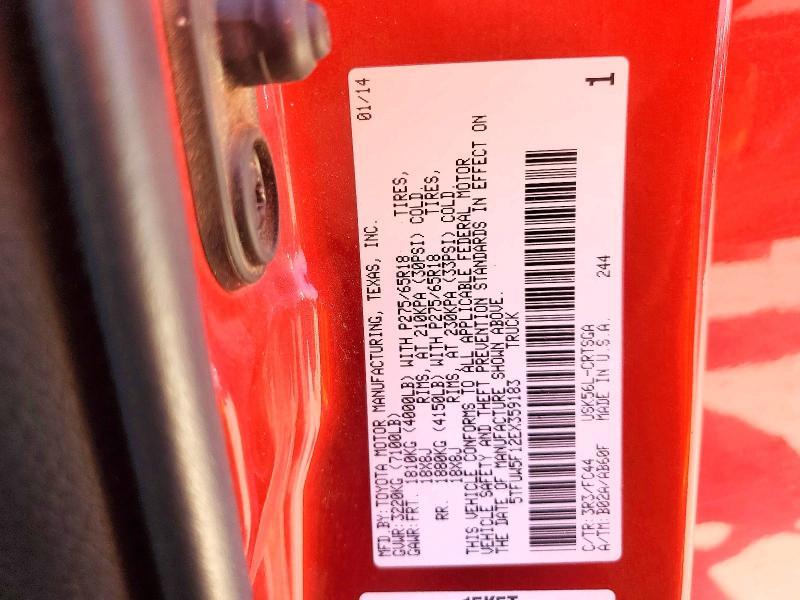 MFD.BY:TOYOTA MOTOR MANUFACTURING, TEXAS, INC. 01/14
GVWR:3220KG (7100LB)
GAWR:FRT. 1810KG (4000LB) WITH P275/65R18 TIRES,
18X8J RIMS, AT 210KPA (30PSI) COLD.
RR. 1880KG (4150LB) WITH P275/65R18 TIRES,
18X8J RIMS, AT 230KPA (33PSI) COLD
THIS VEHICLE CONFORMS TO ALL APPLICABLE FEDERAL MOTOR
VEHICLE SAFETY AND THEFT PREVENTION STANDARDS IN EFFECT ON
THE DATE OF MANUFACTURE SHOWN ABOVE.
5TFUW5F12EX359183 TRUCK
C/TR:3R3/FC44 USK56L-CRTSGA 244
A/TM:B02A/AB60F MADE IN U.S.A.
1